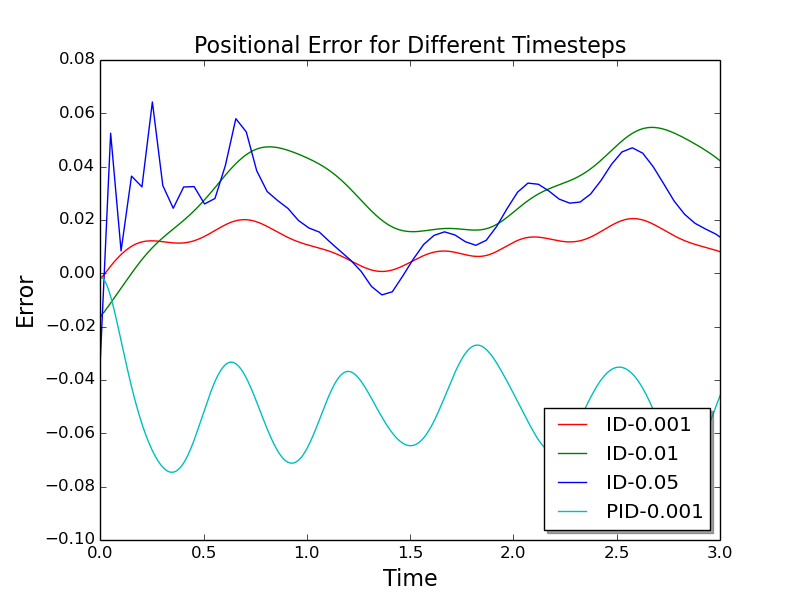 Positional Error for Different Timesteps
0.08
0.06
0.04
0.02
0.00
−0.02
−0.04
−0.06
−0.08
−0.10
Error
0.0 0.5 1.0 1.5 2.0 2.5 3.0
Time
ID-0.001
ID-0.01
ID-0.05
PID-0.001